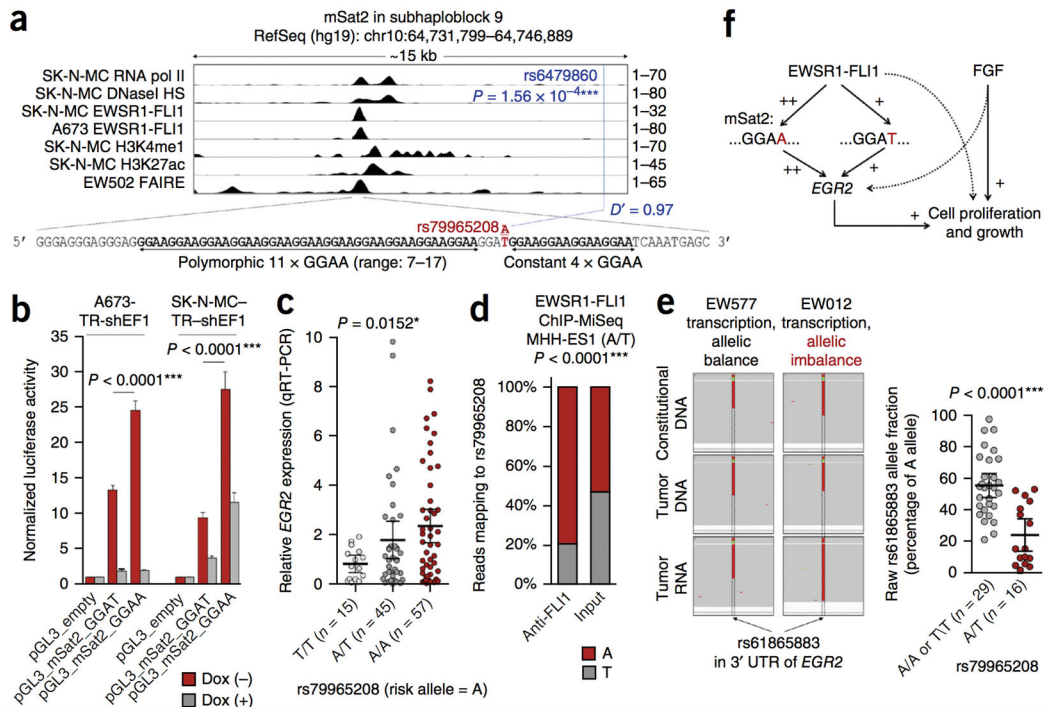 a
mSat2 in subhaploblock 9
RefSeq (hg19): chr10:64,731,799–64,746,889
~15 kb
SK-N-MC RNA pol II
SK-N-MC DNaseI HS
SK-N-MC EWSR1-FLI1
A673 EWSR1-FLI1
SK-N-MC H3K4me1
SK-N-MC H3K27ac
EW502 FAIRE
rs6479860
P = 1.56 × 10⁻⁴***
1–70
1–80
1–32
1–80
1–70
1–45
1–65
D′ = 0.97
rs79965208
A
5′ GGGAGGGAGGGAGGGAAGGAAGGAAGGAAGGAAGGAAGGAAGGAAGGAAGGAAGGAAGGATGGAAGGAAGGAAGGAATCAAATGAGC 3′
Polymorphic 11 × GGAA (range: 7–17)
Constant 4 × GGAA
f
EWSR1-FLI1
FGF
++
+
mSat2:
...GGAA...
...GGAT...
++
+
EGR2
+
+
Cell proliferation
and growth
b
A673-
TR-shEF1
SK-N-MC–
TR–shEF1
P < 0.0001***
P < 0.0001***
Normalized luciferase activity
35
30
25
20
15
10
5
0
pGL3_empty
pGL3_mSat2_GGAT
pGL3_mSat2_GGAA
pGL3_empty
pGL3_mSat2_GGAT
pGL3_mSat2_GGAA
Dox (–)
Dox (+)
c
P = 0.0152*
Relative EGR2 expression (qRT-PCR)
10
8
6
4
2
0
T/T (n = 15)
A/T (n = 45)
A/A (n = 57)
rs79965208 (risk allele = A)
d
EWSR1-FLI1
ChIP-MiSeq
MHH-ES1 (A/T)
P < 0.0001***
Reads mapping to rs79965208
100%
80%
60%
40%
20%
0%
Anti-FLI1
Input
A
T
e
EW577
transcription,
allelic
balance
EW012
transcription,
allelic
imbalance
Constitutional
DNA
Tumor
DNA
Tumor
RNA
rs61865883
in 3′ UTR of EGR2
P < 0.0001***
Raw rs61865883 allele fraction
(percentage of A allele)
100
80
60
40
20
0
A/A or T\T (n = 29)
A/T (n = 16)
rs79965208